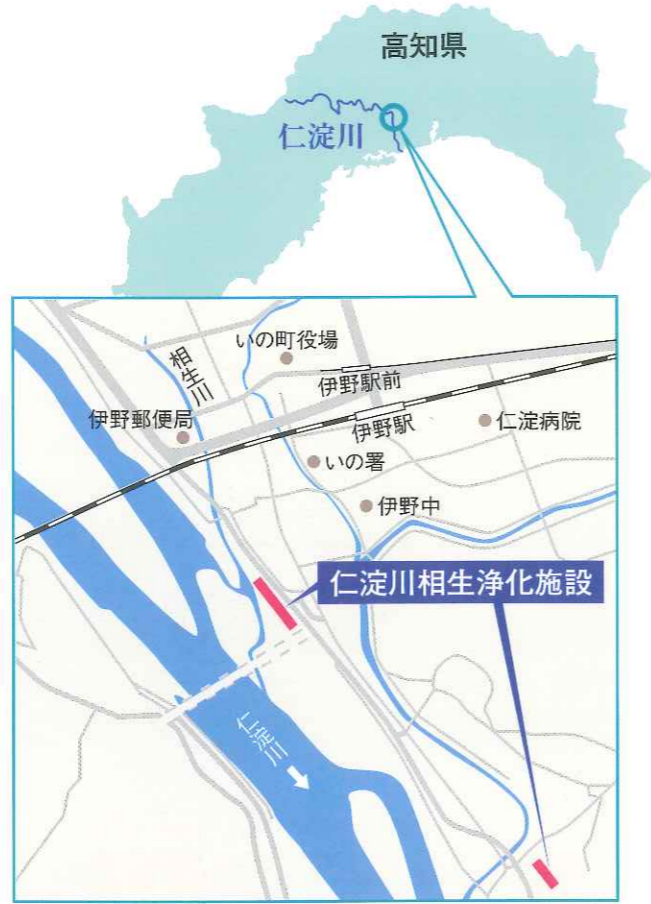 高知県
仁淀川
いの町役場
相生川
伊野駅前
伊野郵便局
伊野駅
仁淀病院
いの署
伊野中
仁淀川相生浄化施設
仁淀川